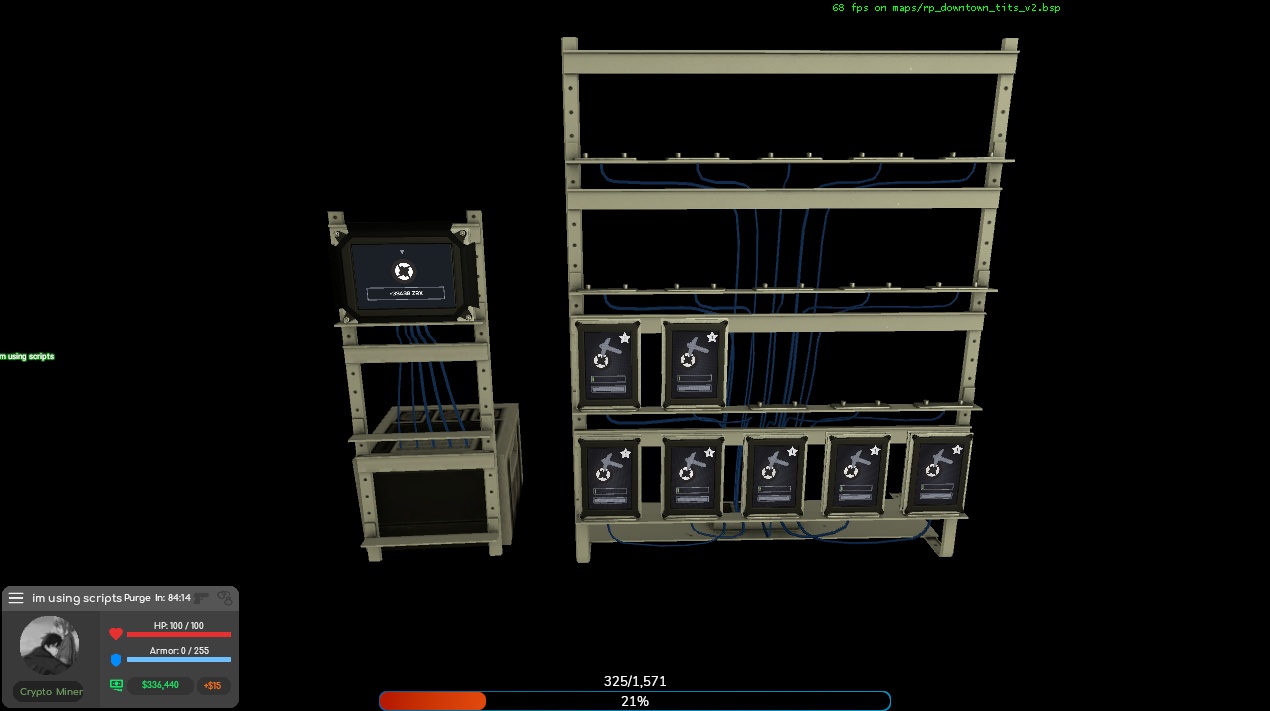 68 fps on maps/rp_downtown_tits_v2.bsp
m using scripts
im using scripts Purge In: 84:14
HP: 100 / 100
Armor: 0 / 255
$336,440 +$15
Crypto Miner
325/1,571
21%